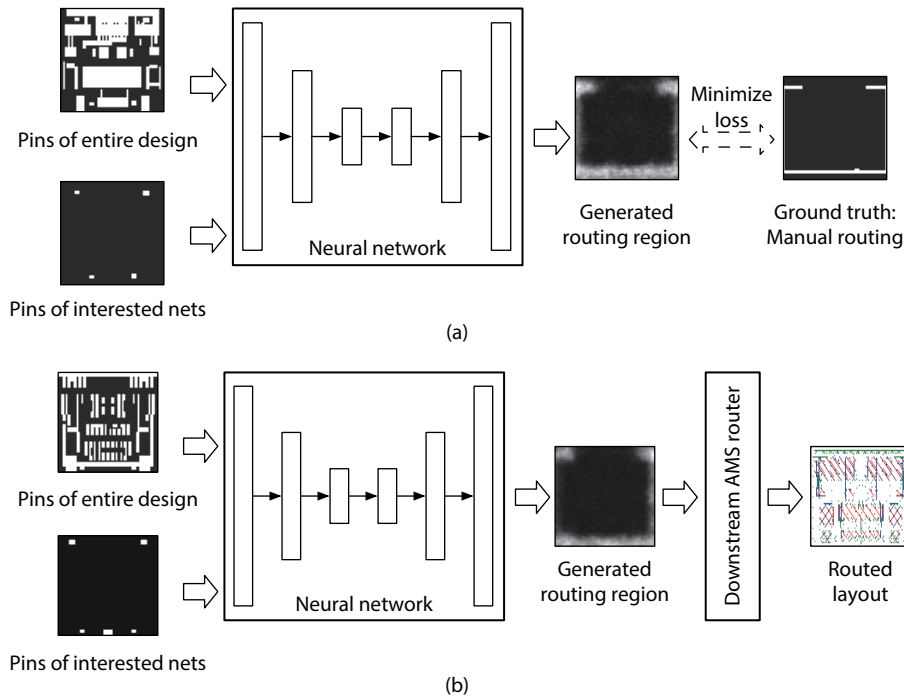 Pins of entire design
Pins of interested nets
Neural network
Generated
routing region
Minimize
loss
Ground truth:
Manual routing
(a)
Pins of entire design
Pins of interested nets
Neural network
Generated
routing region
Downstream AMS router
Routed
layout
(b)